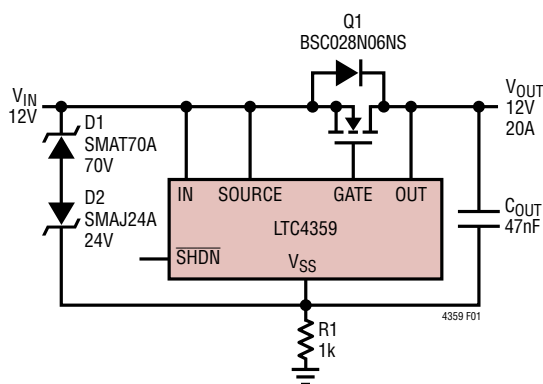 Q1
BSC028N06NS
VIN
12V
VOUT
12V
20A
D1
SMAT70A
70V
D2
SMAJ24A
24V
IN SOURCE GATE OUT
LTC4359
SHDN
VSS
COUT
47nF
4359 F01
R1
1k